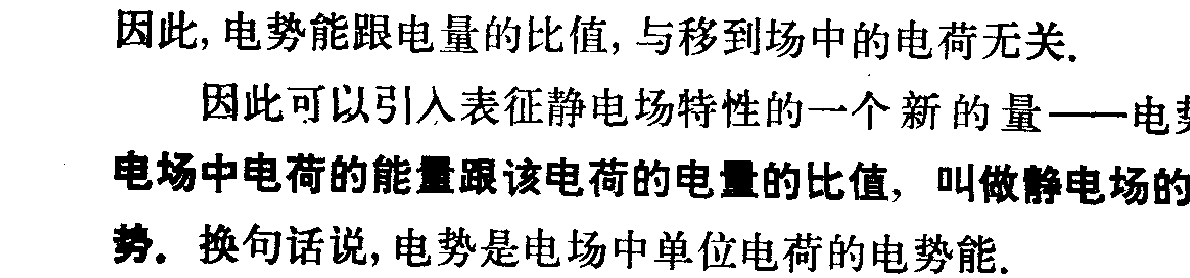 因此,电势能跟电量的比值,与移到场中的电荷无关.
因此可以引入表征静电场特性的一个新的量——电势
电场中电荷的能量跟该电荷的电量的比值，叫做静电场的
势. 换句话说,电势是电场中单位电荷的电势能.